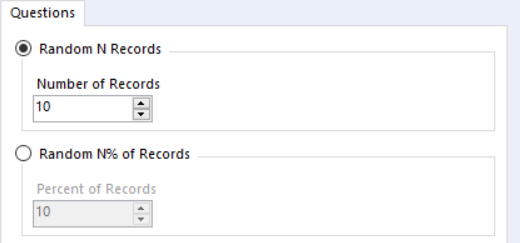 Questions
Random N Records
Number of Records
10
Random N% of Records
Percent of Records
10